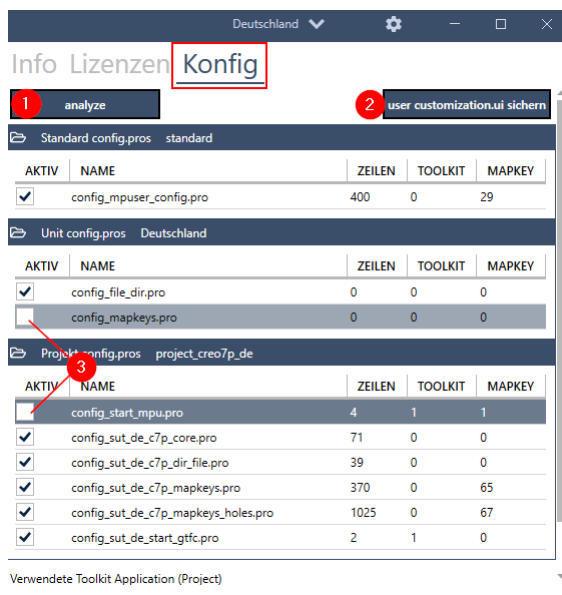 Deutschland
Info Lizenzen Konfig
1 analyze 2 user customization.ui sichern
Standard config.pros standard
AKTIV NAME ZEILEN TOOLKIT MAPKEY
config_mpuser_config.pro 400 0 29
Unit config.pros Deutschland
AKTIV NAME ZEILEN TOOLKIT MAPKEY
config_file_dir.pro 0 0 0
config_mapkeys.pro 0 0 0
Projekt config.pros project_creo7p_de
3
AKTIV NAME ZEILEN TOOLKIT MAPKEY
config_start_mpu.pro 4 1 1
config_sut_de_c7p_core.pro 71 0 0
config_sut_de_c7p_dir_file.pro 39 0 0
config_sut_de_c7p_mapkeys.pro 370 0 65
config_sut_de_c7p_mapkeys_holes.pro 1025 0 67
config_sut_de_start_gtfc.pro 2 1 0
Verwendete Toolkit Application (Project)